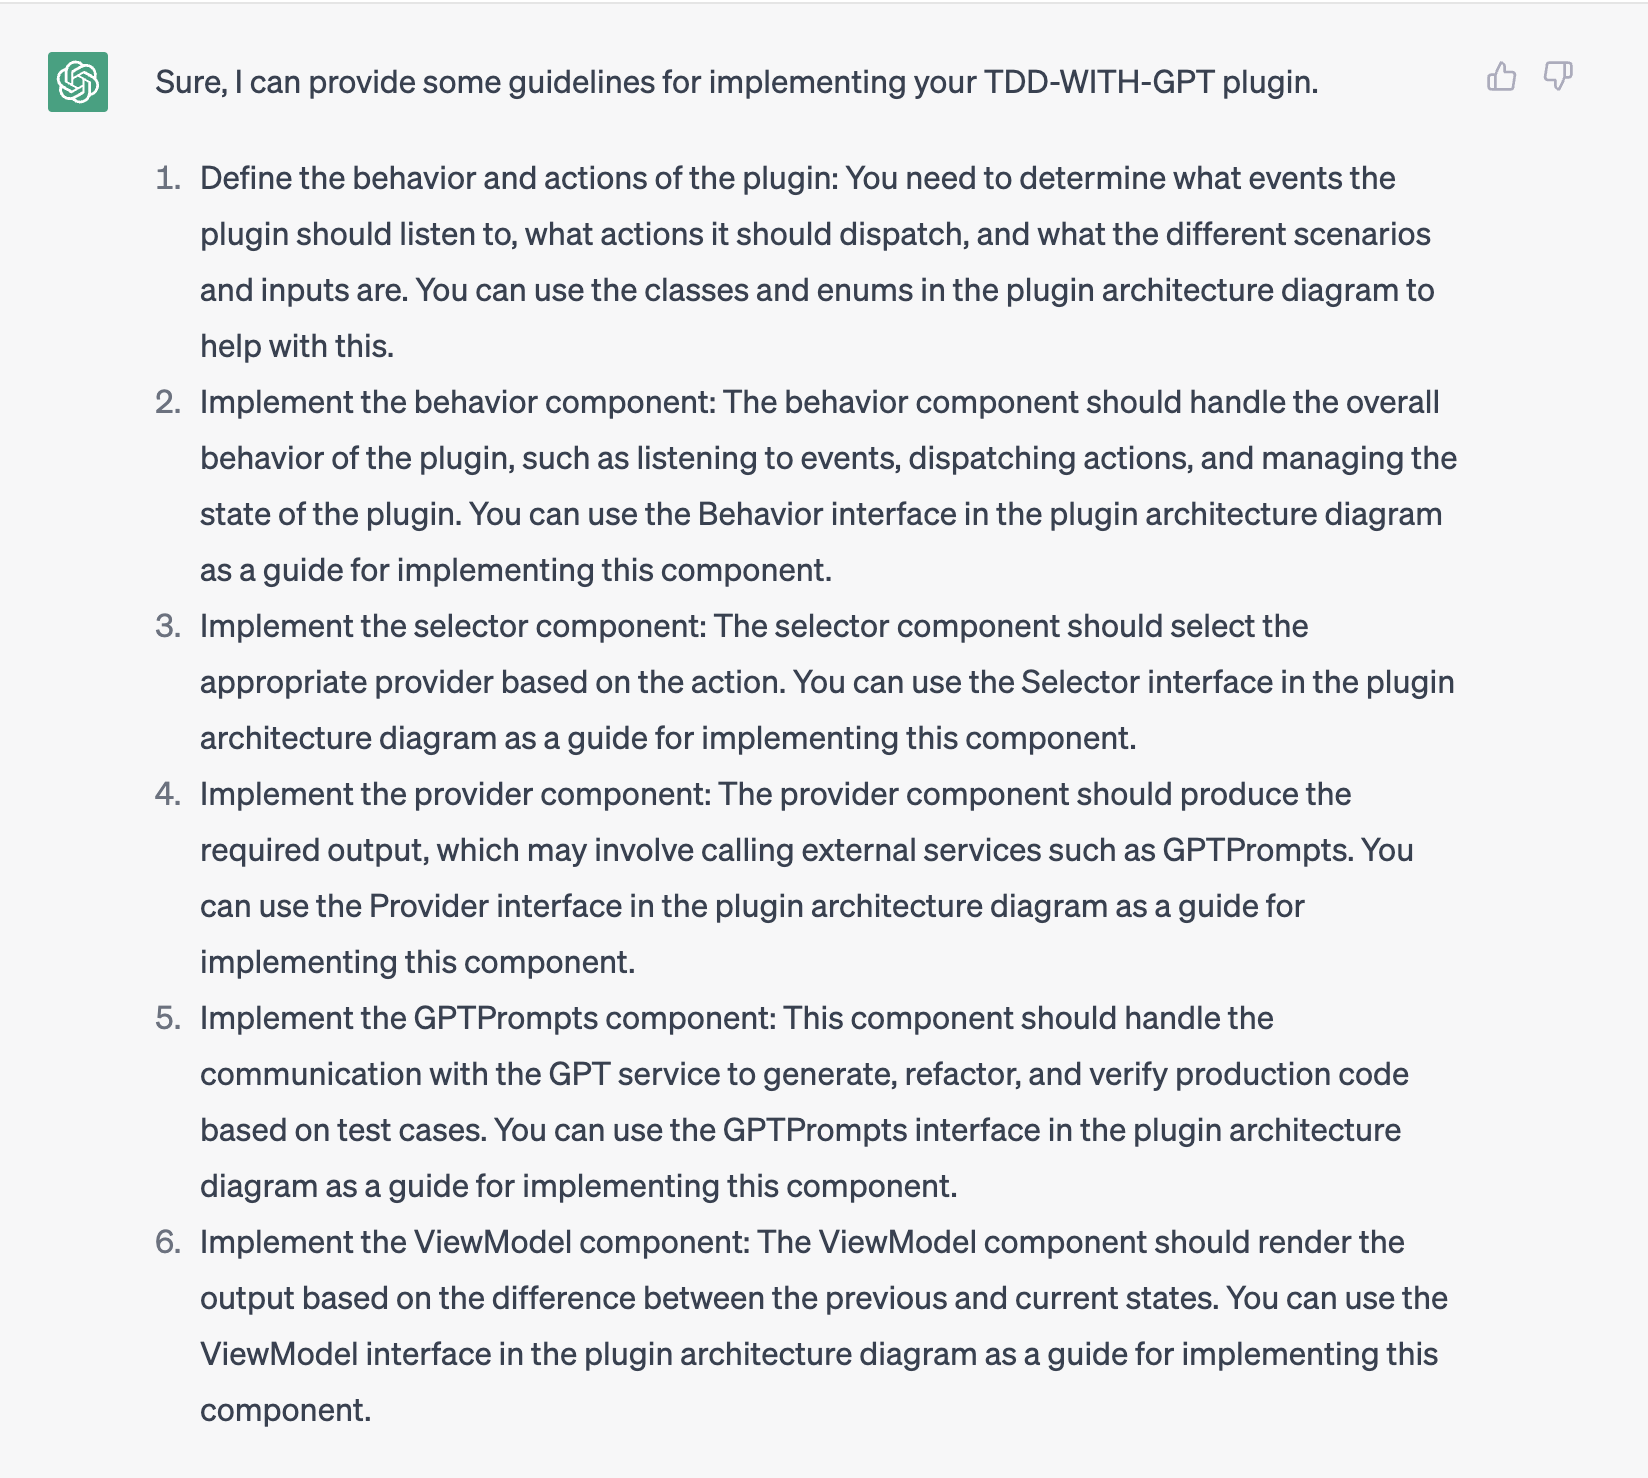 Sure, I can provide some guidelines for implementing your TDD-WITH-GPT plugin.
1. Define the behavior and actions of the plugin: You need to determine what events the
plugin should listen to, what actions it should dispatch, and what the different scenarios
and inputs are. You can use the classes and enums in the plugin architecture diagram to
help with this.
2. Implement the behavior component: The behavior component should handle the overall
behavior of the plugin, such as listening to events, dispatching actions, and managing the
state of the plugin. You can use the Behavior interface in the plugin architecture diagram
as a guide for implementing this component.
3. Implement the selector component: The selector component should select the
appropriate provider based on the action. You can use the Selector interface in the plugin
architecture diagram as a guide for implementing this component.
4. Implement the provider component: The provider component should produce the
required output, which may involve calling external services such as GPTPrompts. You
can use the Provider interface in the plugin architecture diagram as a guide for
implementing this component.
5. Implement the GPTPrompts component: This component should handle the
communication with the GPT service to generate, refactor, and verify production code
based on test cases. You can use the GPTPrompts interface in the plugin architecture
diagram as a guide for implementing this component.
6. Implement the ViewModel component: The ViewModel component should render the
output based on the difference between the previous and current states. You can use the
ViewModel interface in the plugin architecture diagram as a guide for implementing this
component.